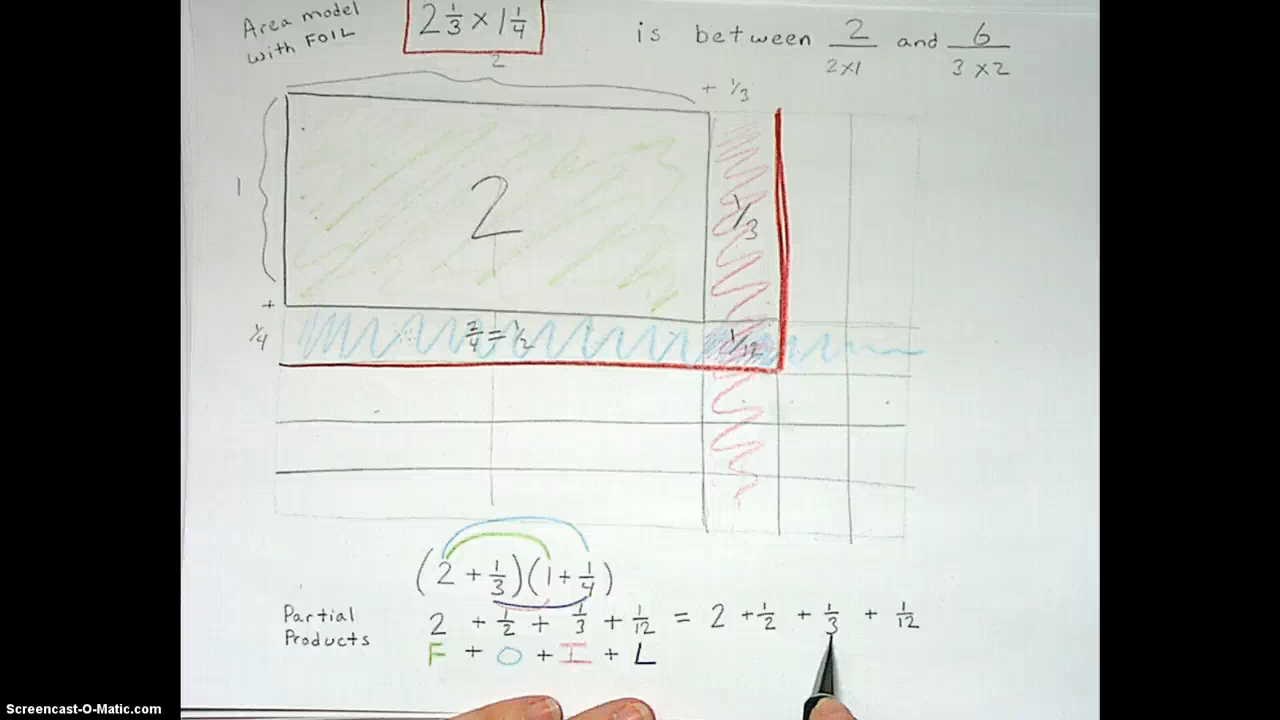 Area model
with FOIL
2 1/3 × 1 1/4
is between 2 and 6
2×1 3×2
2
+ 1/3
1
2
1/3
+
1/4
2/4 = 1/2
1/12
(2 + 1/3)(1 + 1/4)
Partial
Products
2 + 1/2 + 1/3 + 1/12 = 2 + 1/2 + 1/3 + 1/12
F + O + I + L
Screencast-O-Matic.com